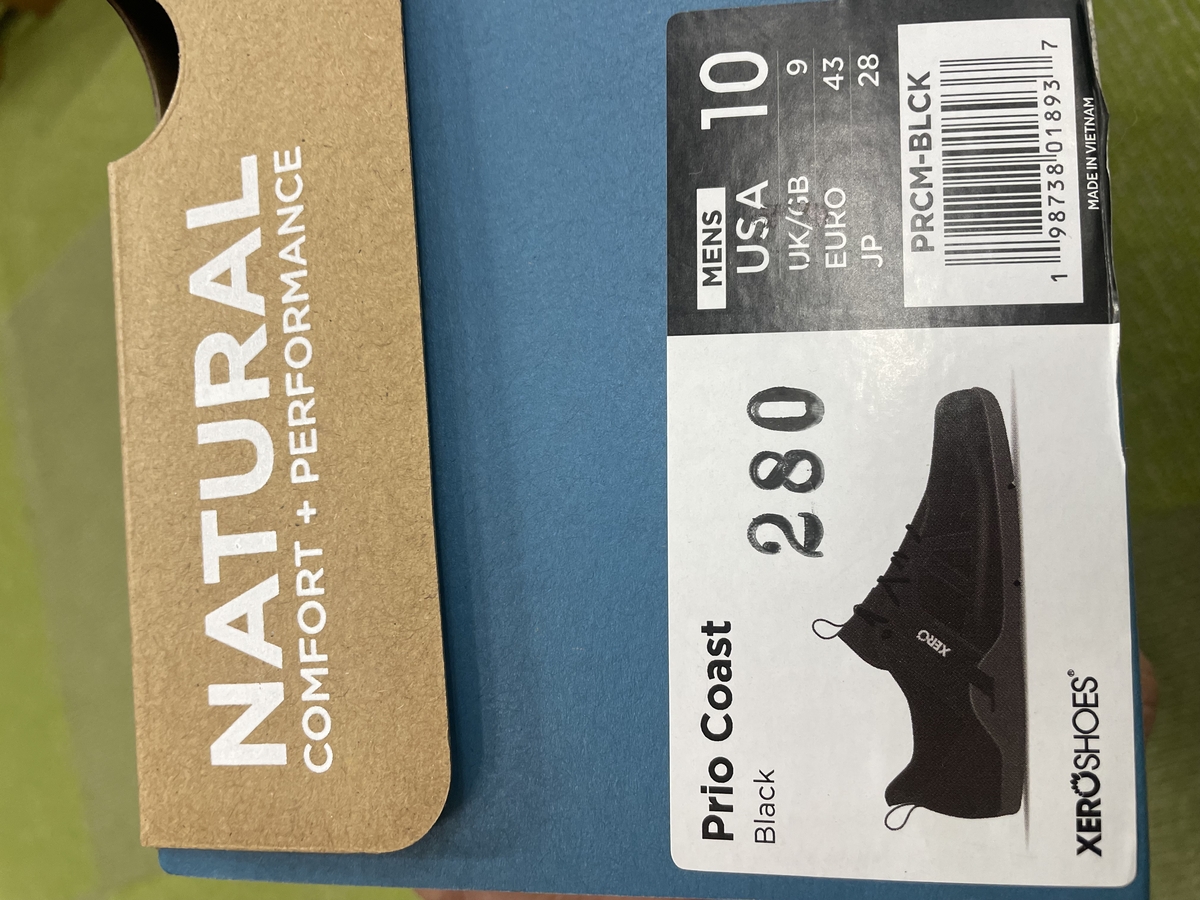 NATURAL
COMFORT + PERFORMANCE
Prio Coast
Black
280
XERO
XEROSHOES®
MENS
USA 10
UK/GB 9
EURO 43
JP 28
PRCM-BLCK
1 98738 01893 7
MADE IN VIETNAM